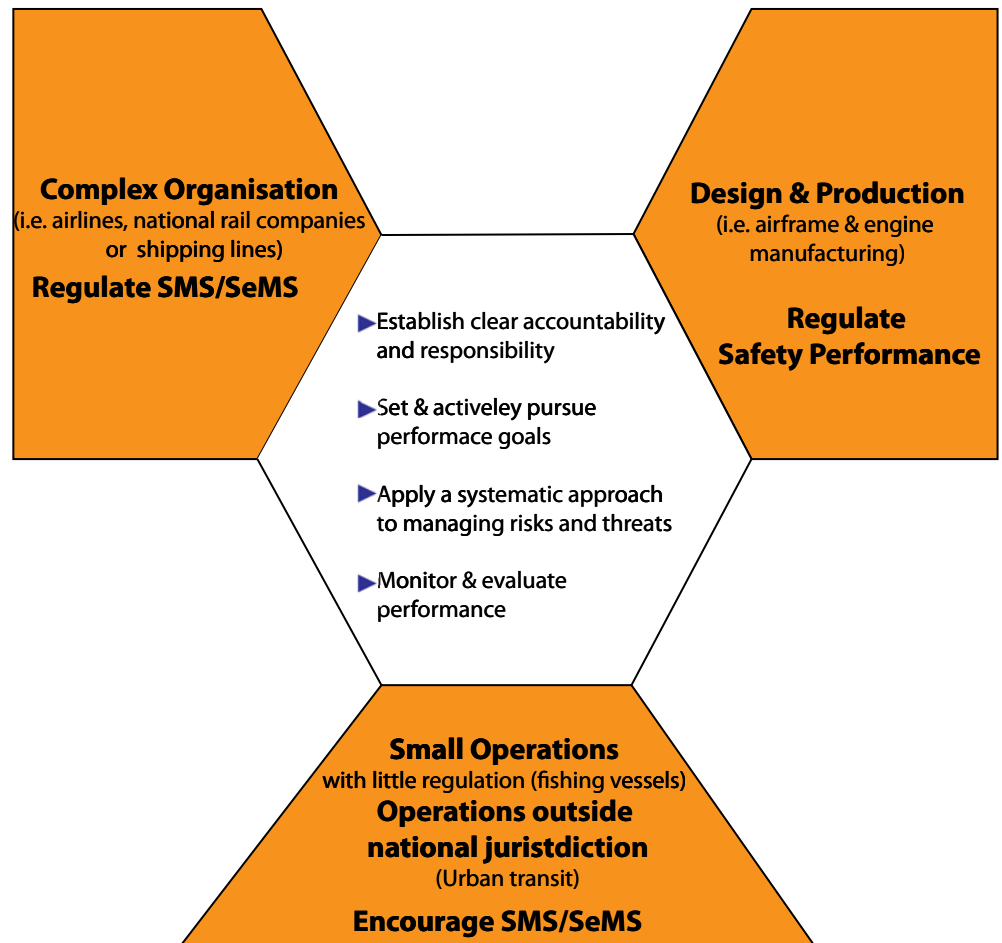 Complex Organisation
(i.e. airlines, national rail companies
or shipping lines)
Regulate SMS/SeMS
Design & Production
(i.e. airframe & engine
manufacturing)
Regulate
Safety Performance
Establish clear accountability
and responsibility
Set & activeley pursue
performace goals
Apply a systematic approach
to managing risks and threats
Monitor & evaluate
performance
Small Operations
with little regulation (fishing vessels)
Operations outside
national juristdiction
(Urban transit)
Encourage SMS/SeMS